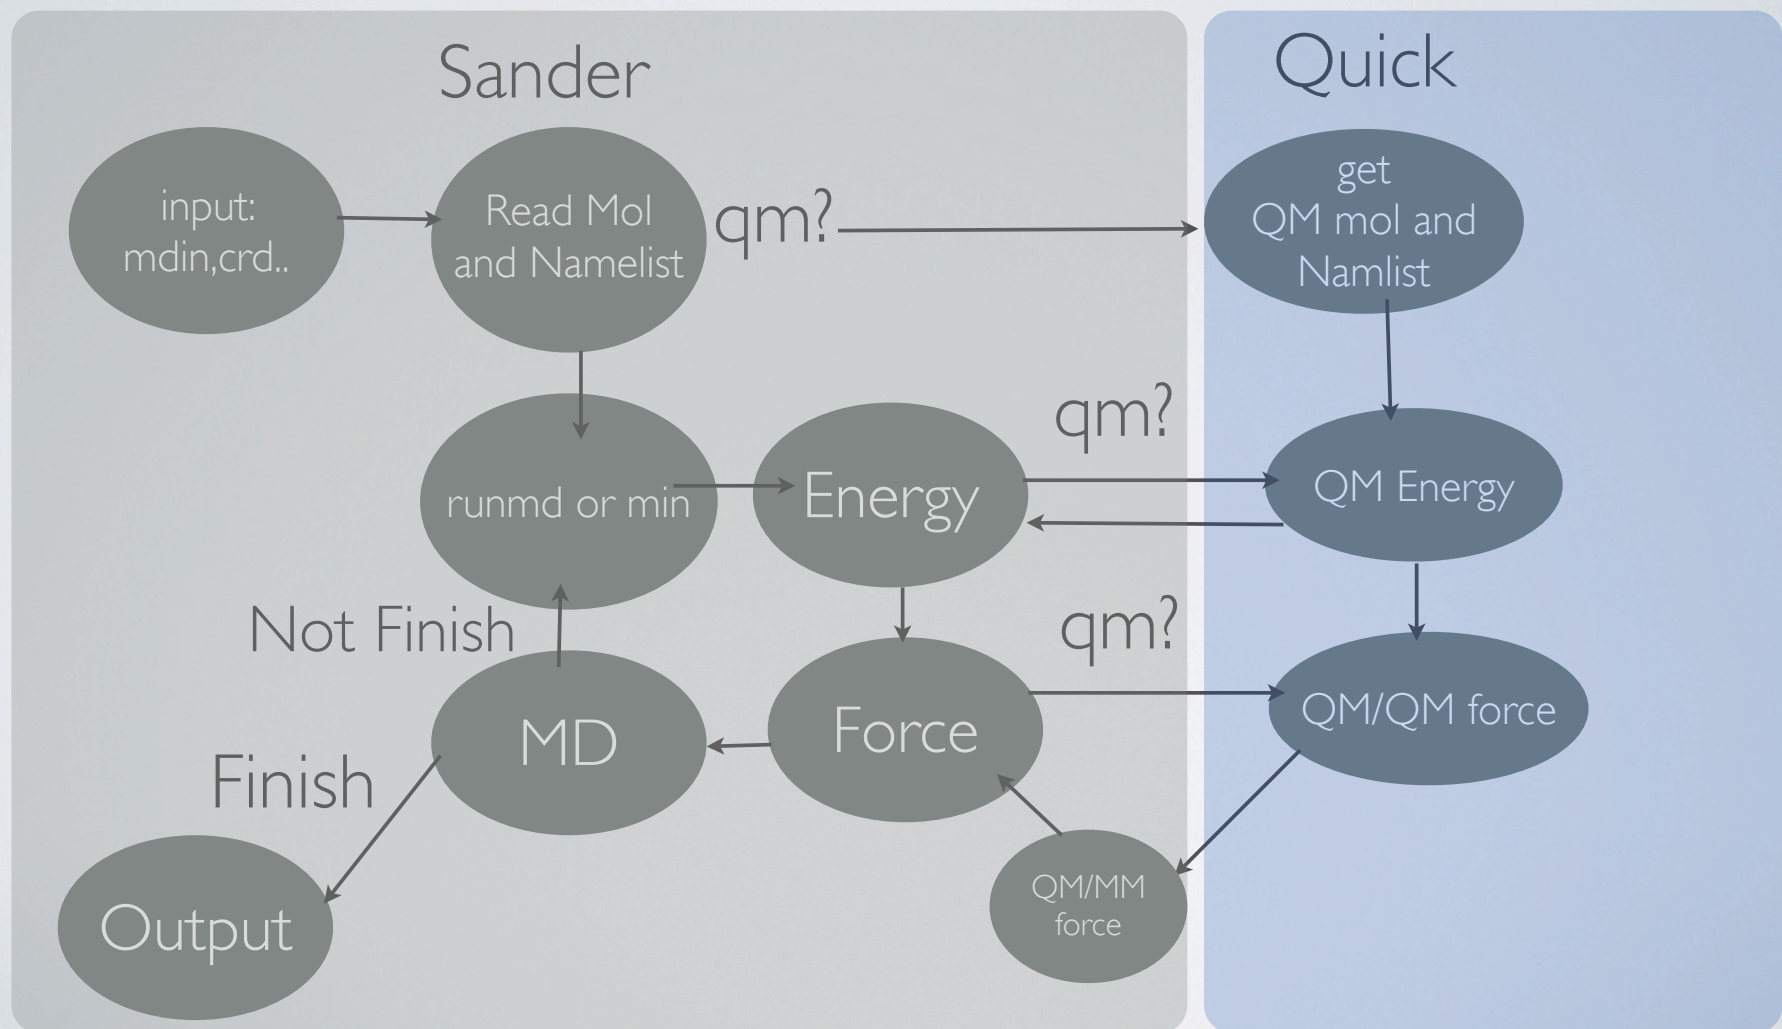 Sander
Quick
input:
mdin,crd..
Read Mol
and Namelist
qm?
get
QM mol and
Namlist
runmd or min
Energy
qm?
QM Energy
Not Finish
MD
Force
qm?
QM/QM force
Finish
Output
QM/MM
force